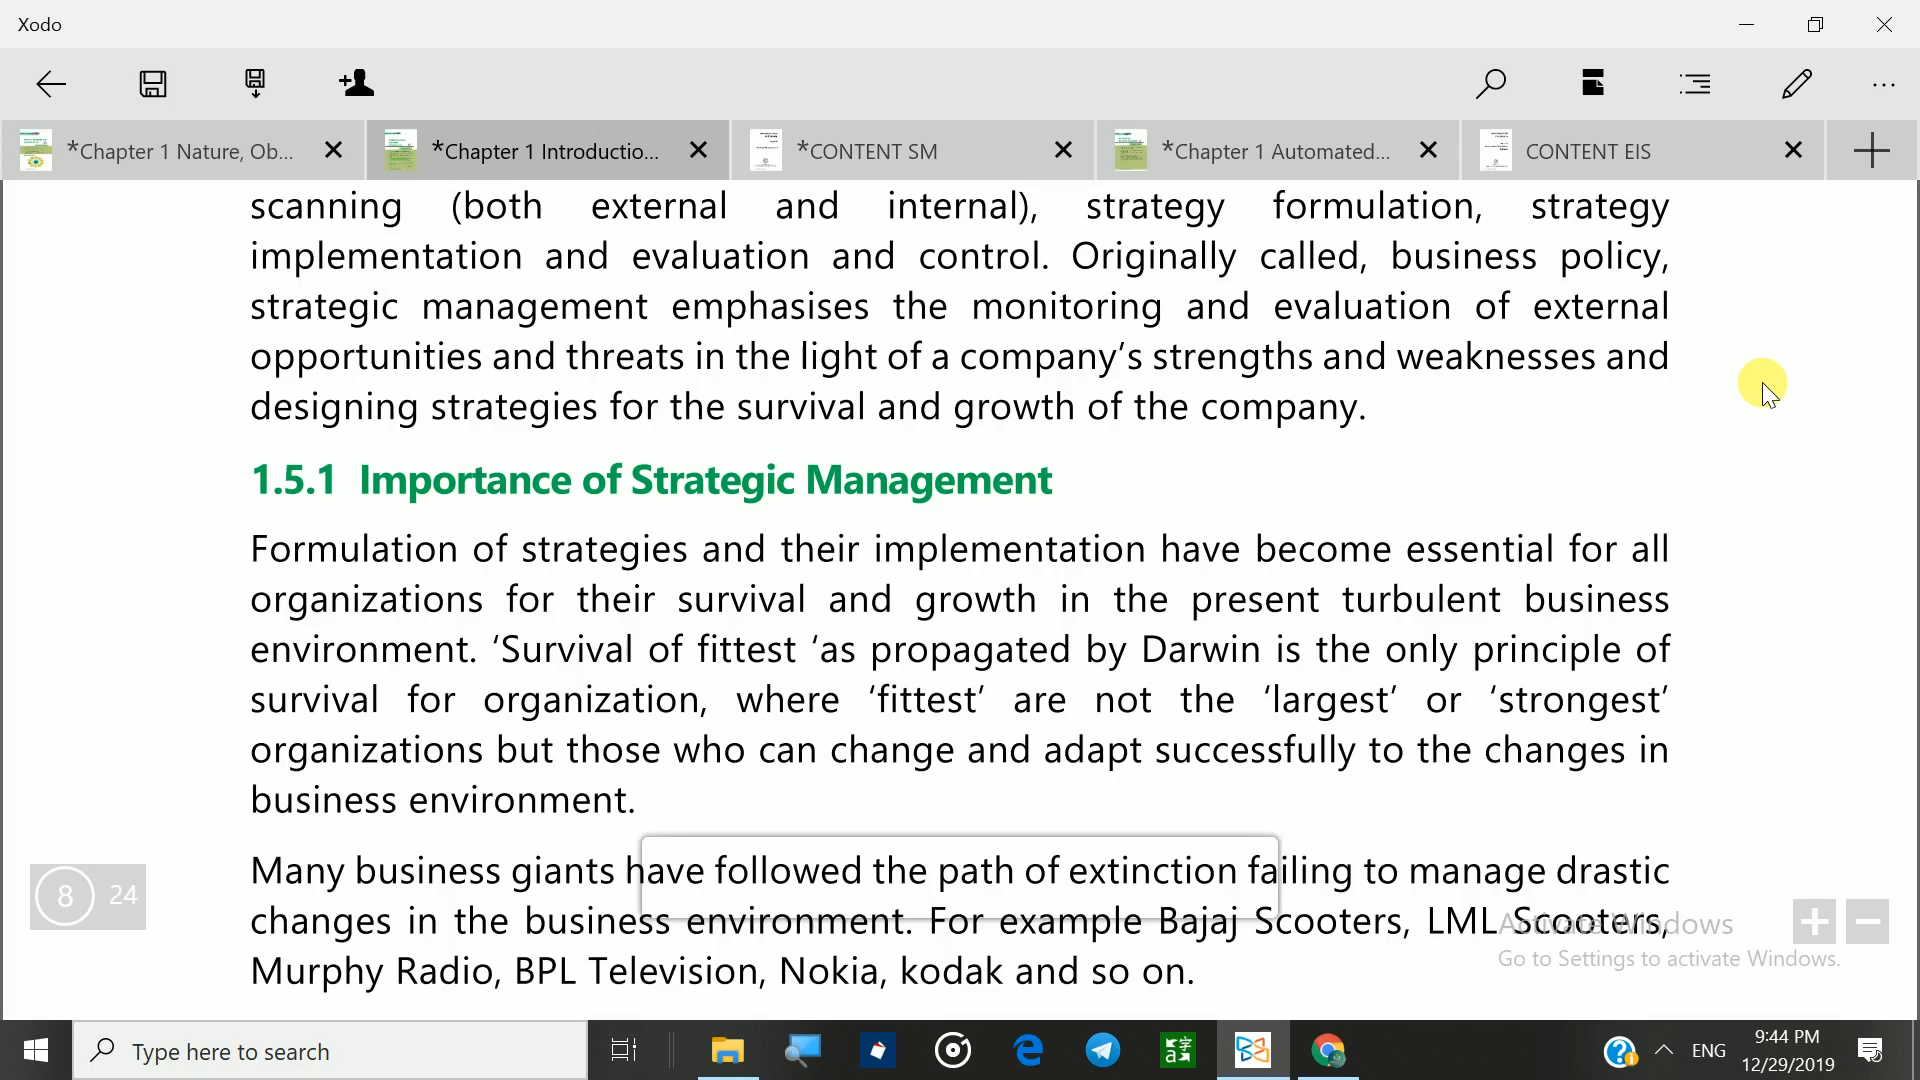 Xodo
*Chapter 1 Nature, Ob...
*Chapter 1 Introductio...
*CONTENT SM
*Chapter 1 Automated...
CONTENT EIS
scanning (both external and internal), strategy formulation, strategy
implementation and evaluation and control. Originally called, business policy,
strategic management emphasises the monitoring and evaluation of external
opportunities and threats in the light of a company’s strengths and weaknesses and
designing strategies for the survival and growth of the company.
1.5.1 Importance of Strategic Management
Formulation of strategies and their implementation have become essential for all
organizations for their survival and growth in the present turbulent business
environment. ‘Survival of fittest ‘as propagated by Darwin is the only principle of
survival for organization, where ‘fittest’ are not the ‘largest’ or ‘strongest’
organizations but those who can change and adapt successfully to the changes in
business environment.
Many business giants have followed the path of extinction failing to manage drastic
changes in the business environment. For example Bajaj Scooters, LML Scooters,
Murphy Radio, BPL Television, Nokia, kodak and so on.
8 24
Activate Windows
Go to Settings to activate Windows.
Type here to search
ENG
9:44 PM
12/29/2019